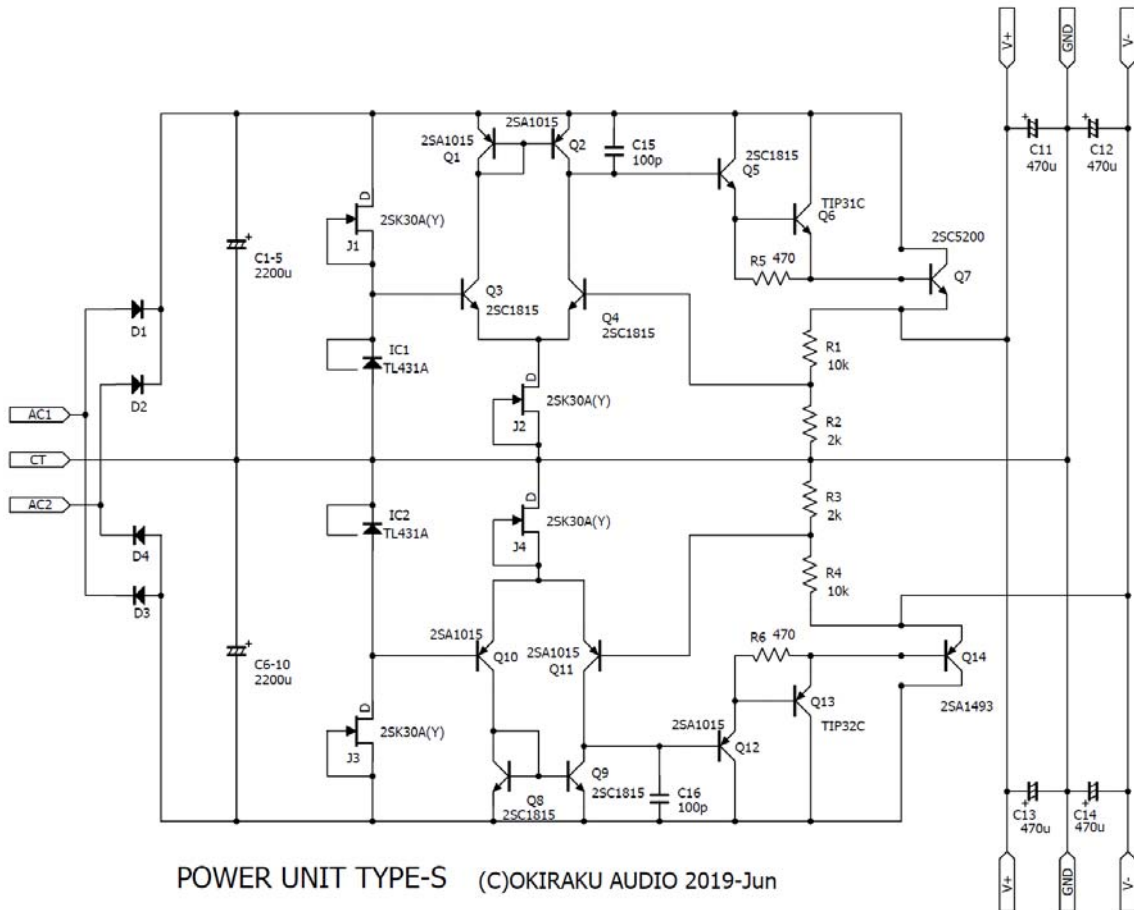 V+
GND
V-
2SA1015
Q1
2SA1015
Q2
C15
100p
2SC1815
Q5
C11
470u
C12
470u
D
2SK30A(Y)
J1
TIP31C
Q6
2SC5200
Q7
R5 470
C1-5
2200u
Q3
2SC1815
Q4
2SC1815
R1
10k
D1
IC1
TL431A
D
2SK30A(Y)
J2
D2
R2
2k
AC1
CT
AC2
IC2
TL431A
D
2SK30A(Y)
J4
R3
2k
D4
D3
R4
10k
2SA1015
Q10
2SA1015
Q11
R6 470
Q14
2SA1493
C6-10
2200u
Q13
TIP32C
D
2SK30A(Y)
J3
2SA1015
Q12
Q9
2SC1815
Q8
2SC1815
C16
100p
C13
470u
C14
470u
POWER UNIT TYPE-S (C)OKIRAKU AUDIO 2019-Jun
V+
GND
V-